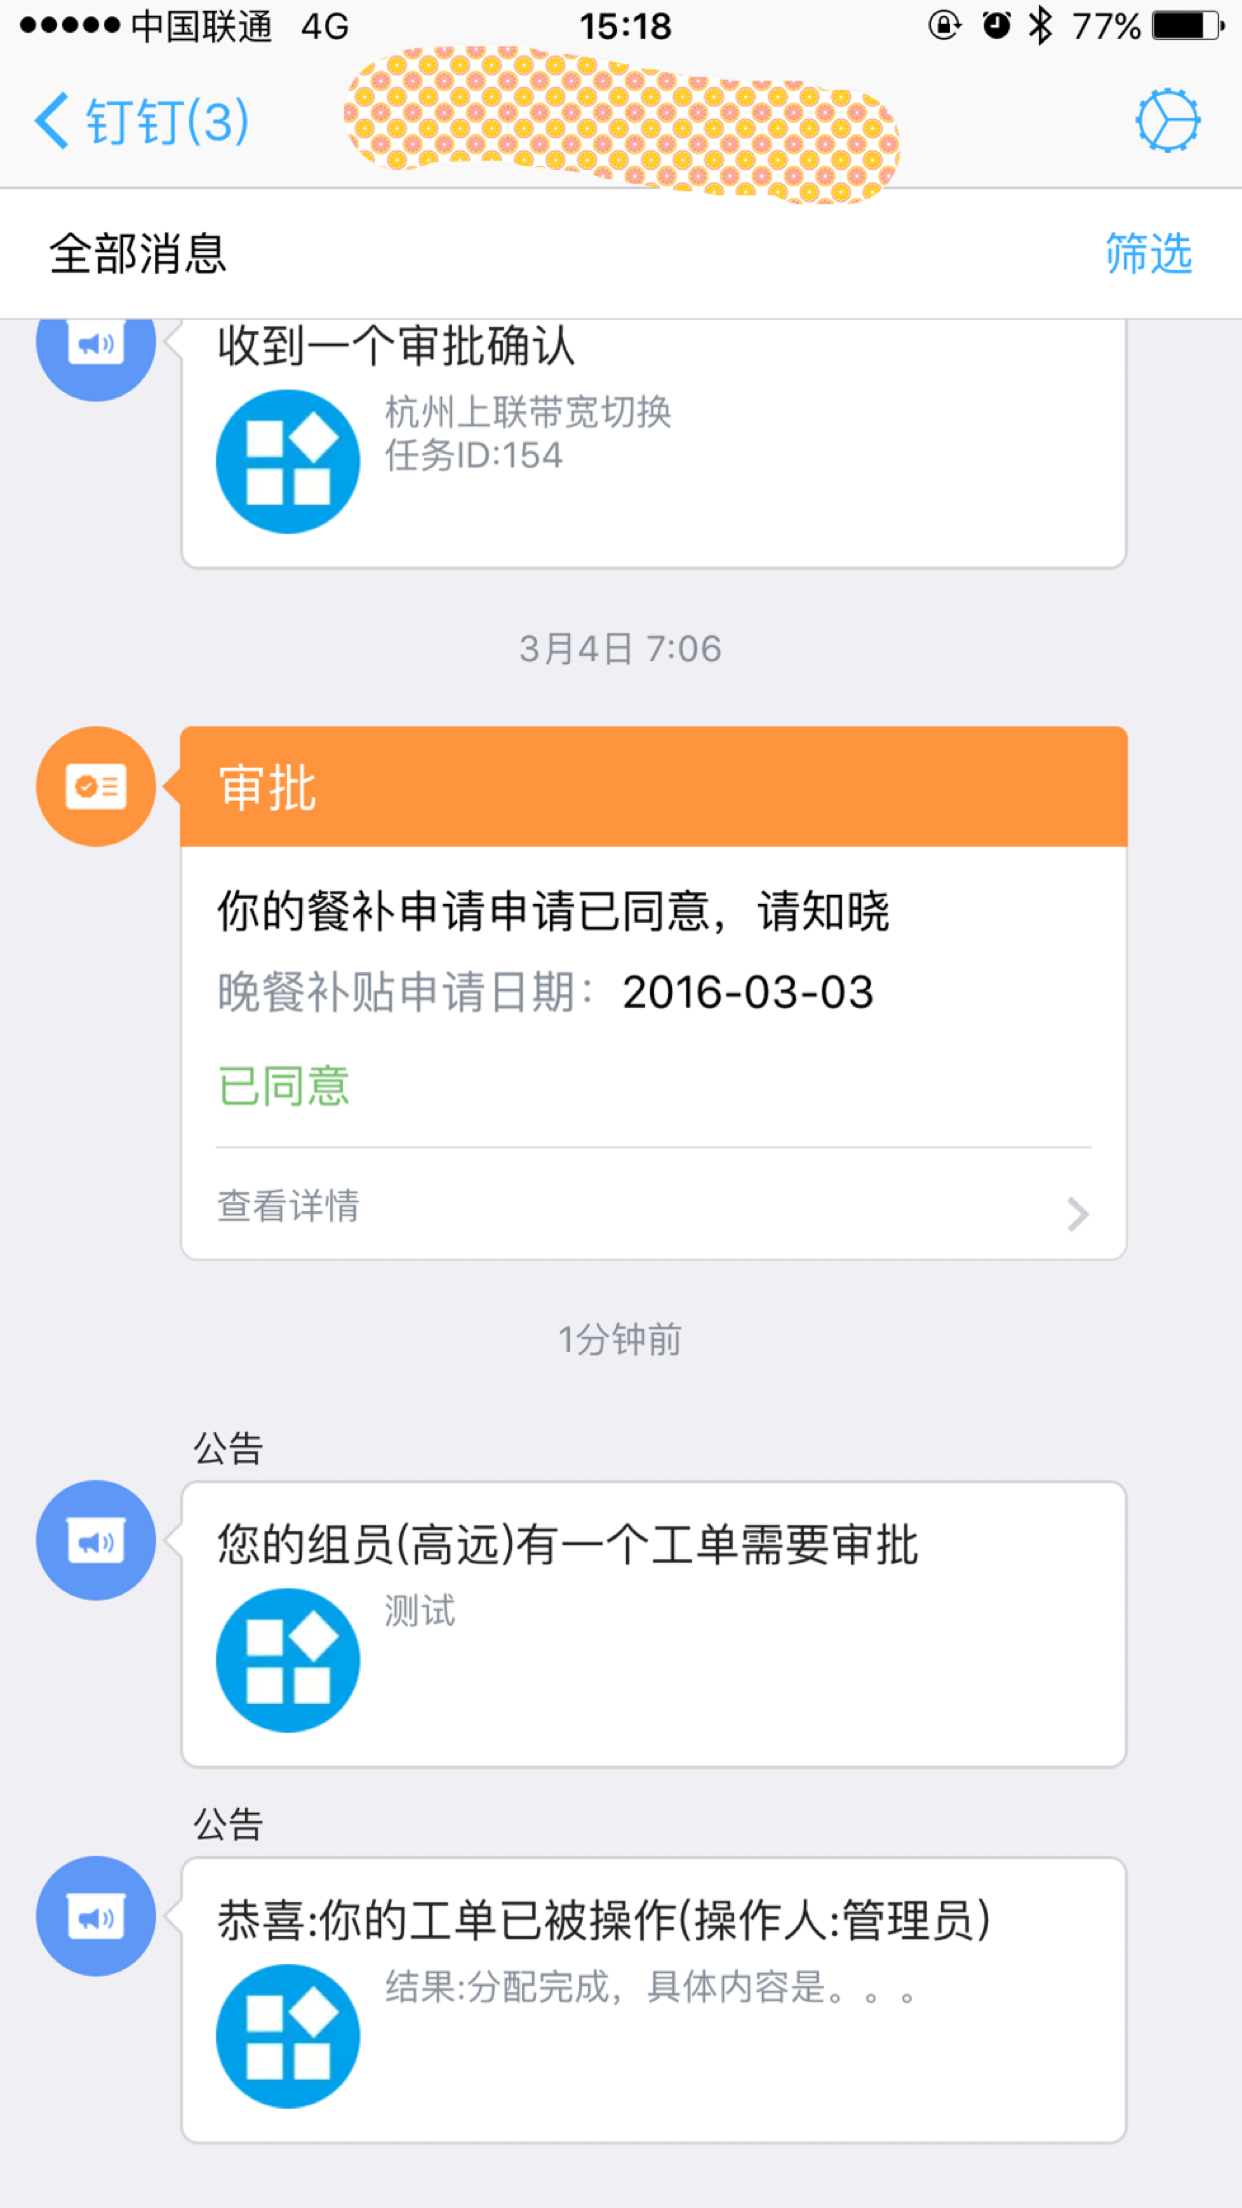 中国联通 4G 15:18 77%
钉钉(3)
全部消息 筛选
收到一个审批确认
杭州上联带宽切换
任务ID:154
3月4日 7:06
审批
你的餐补申请申请已同意，请知晓
晚餐补贴申请日期：2016-03-03
已同意
查看详情
1分钟前
公告
您的组员(高远)有一个工单需要审批
测试
公告
恭喜:你的工单已被操作(操作人:管理员)
结果:分配完成，具体内容是。。。